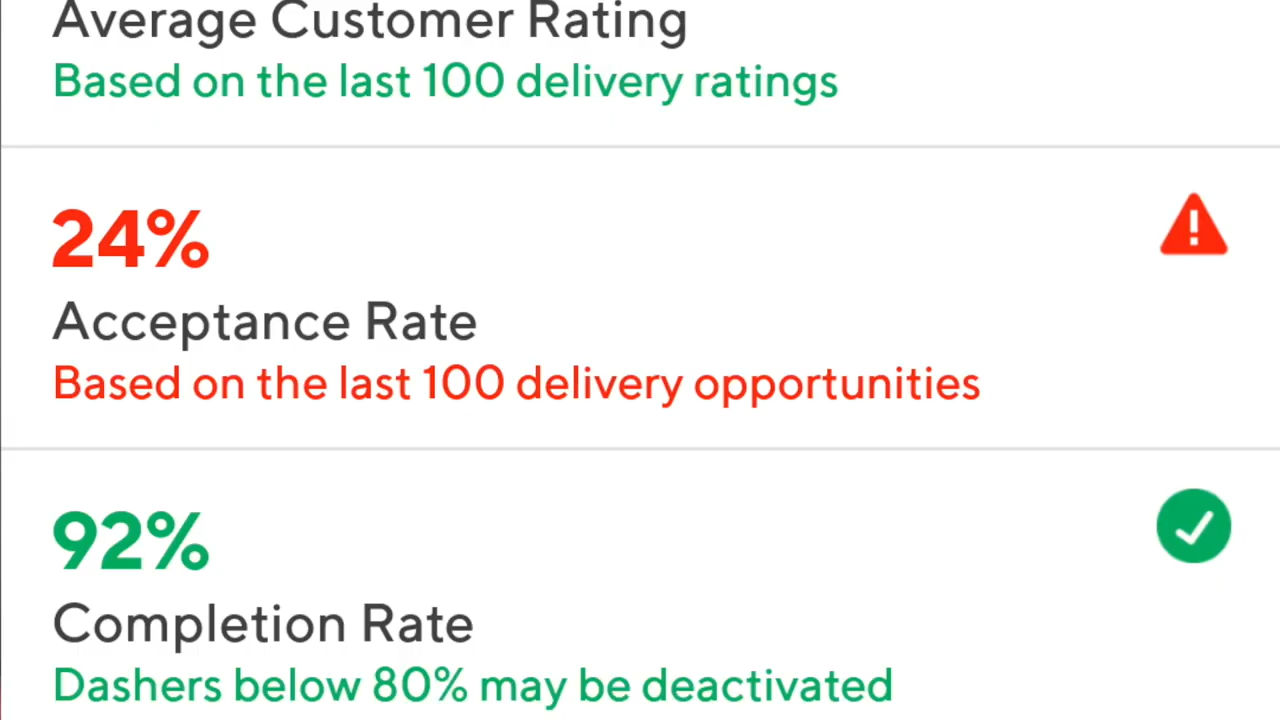 Average Customer Rating
Based on the last 100 delivery ratings
24%
Acceptance Rate
Based on the last 100 delivery opportunities
92%
Completion Rate
Dashers below 80% may be deactivated